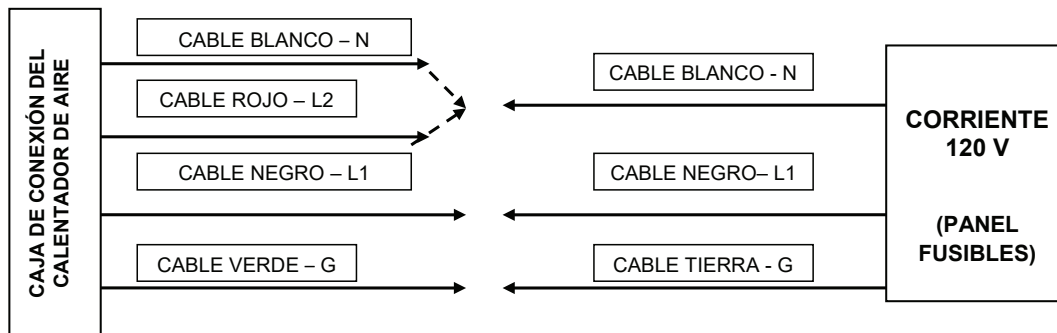 CAJA DE CONEXIÓN DEL
CALENTADOR DE AIRE
CABLE BLANCO – N
CABLE ROJO – L2
CABLE NEGRO – L1
CABLE VERDE – G
CABLE BLANCO - N
CABLE NEGRO– L1
CABLE TIERRA - G
CORRIENTE
120 V
(PANEL
FUSIBLES)